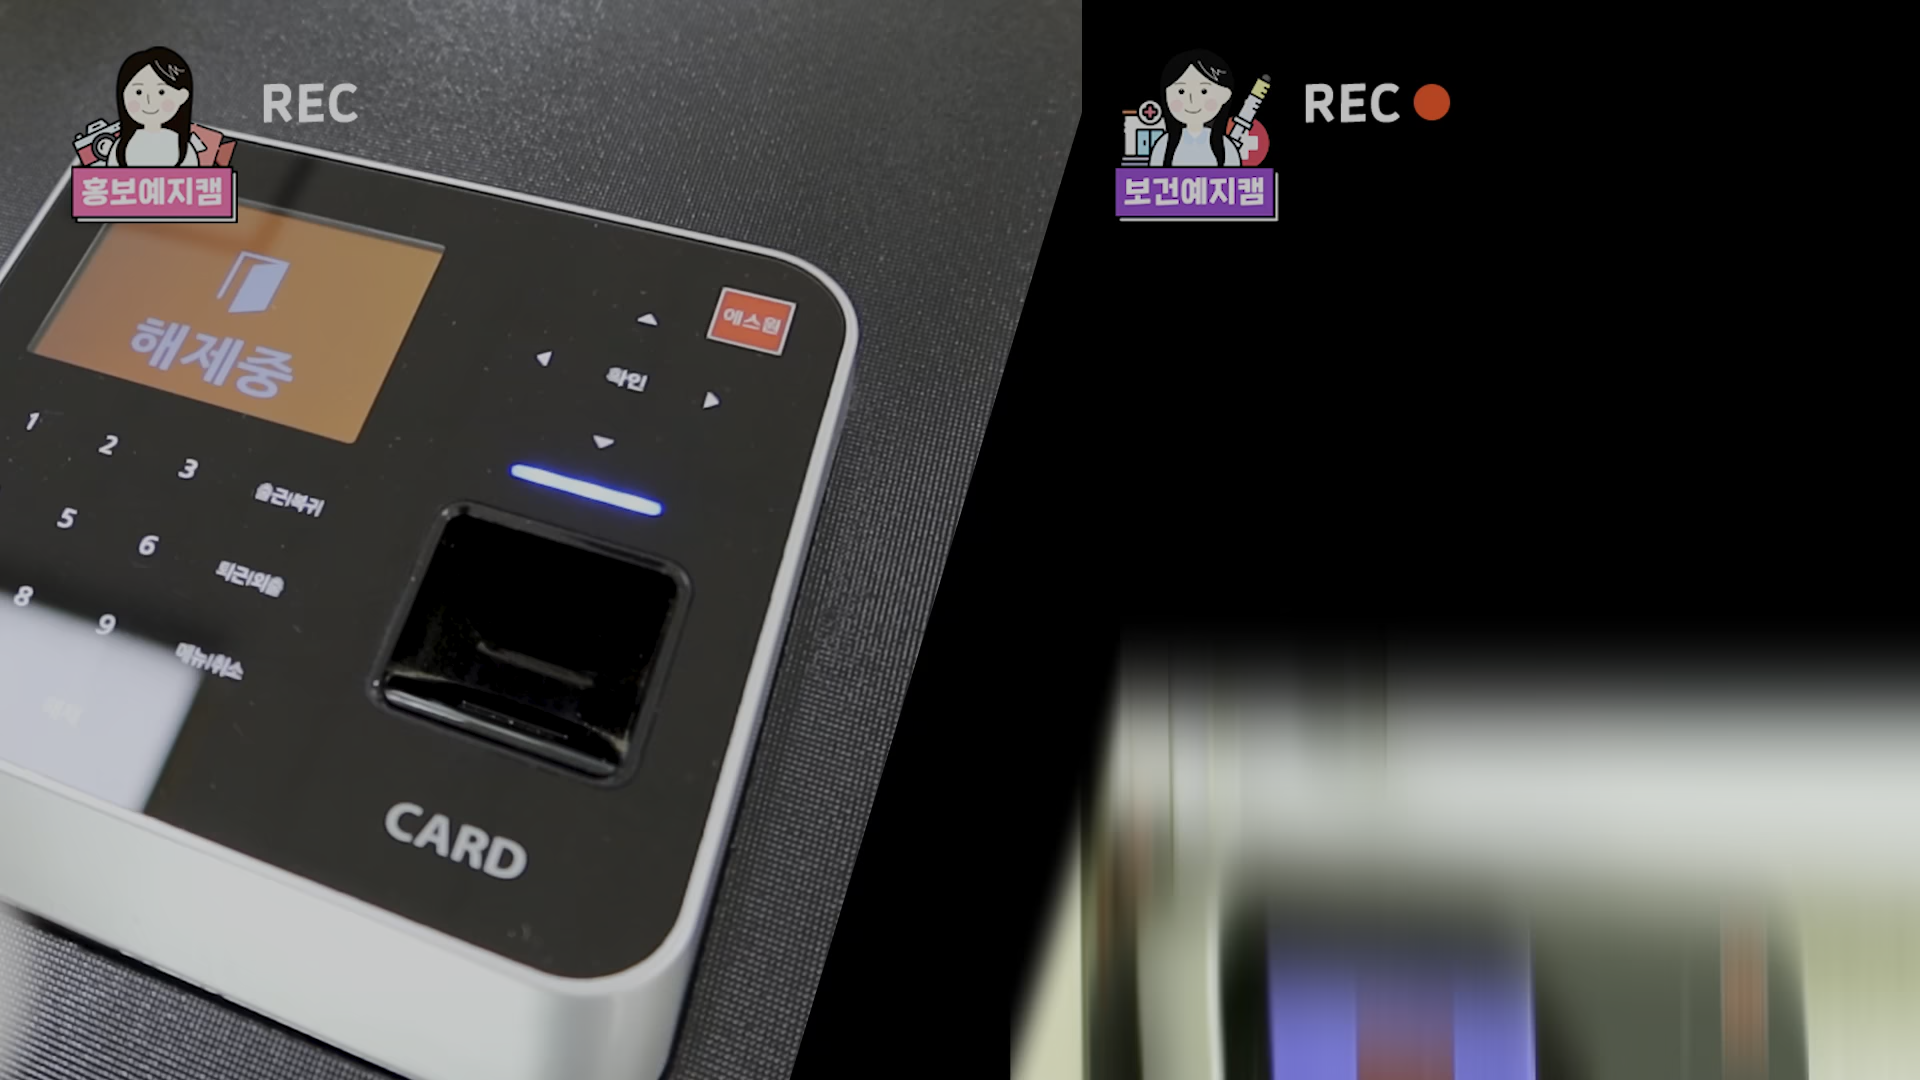 REC
홍보예지캠
해제중
에스원
확인
1
2
3
출근/복귀
5
6
퇴근/외출
8
9
메뉴/취소
CARD
REC
보건예지캠